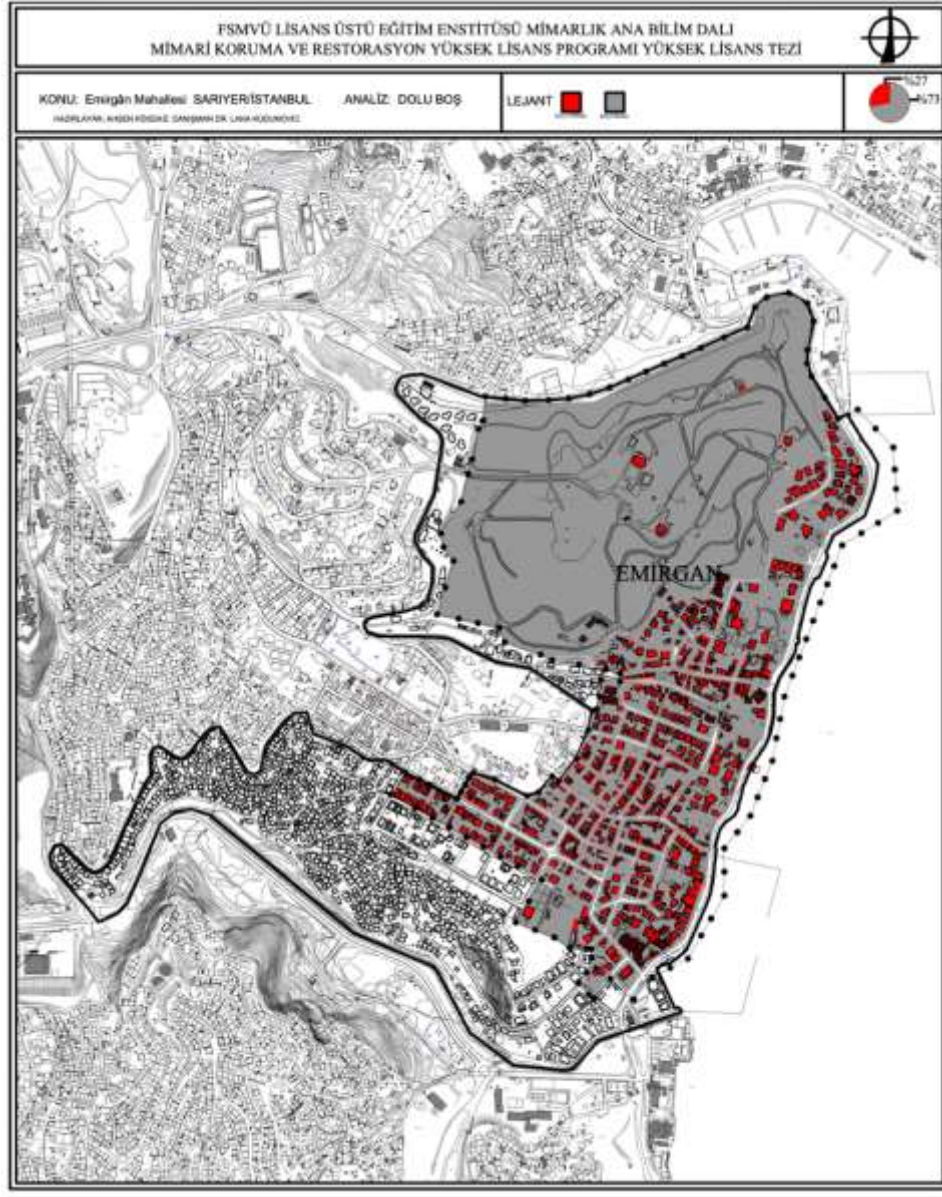 FSMVÜ LİSANS ÜSTÜ EĞİTİM ENSTİTÜSÜ MİMARLIK ANA BİLİM DALI
MİMARİ KORUMA VE RESTORASYON YÜKSEK LİSANS PROGRAMI YÜKSEK LİSANS TEZİ
KONU: Emirgân Mahallesi SARIYER/İSTANBUL ANALİZ: DOLU BOŞ
LEJANT
%27
%73
EMİRGAN